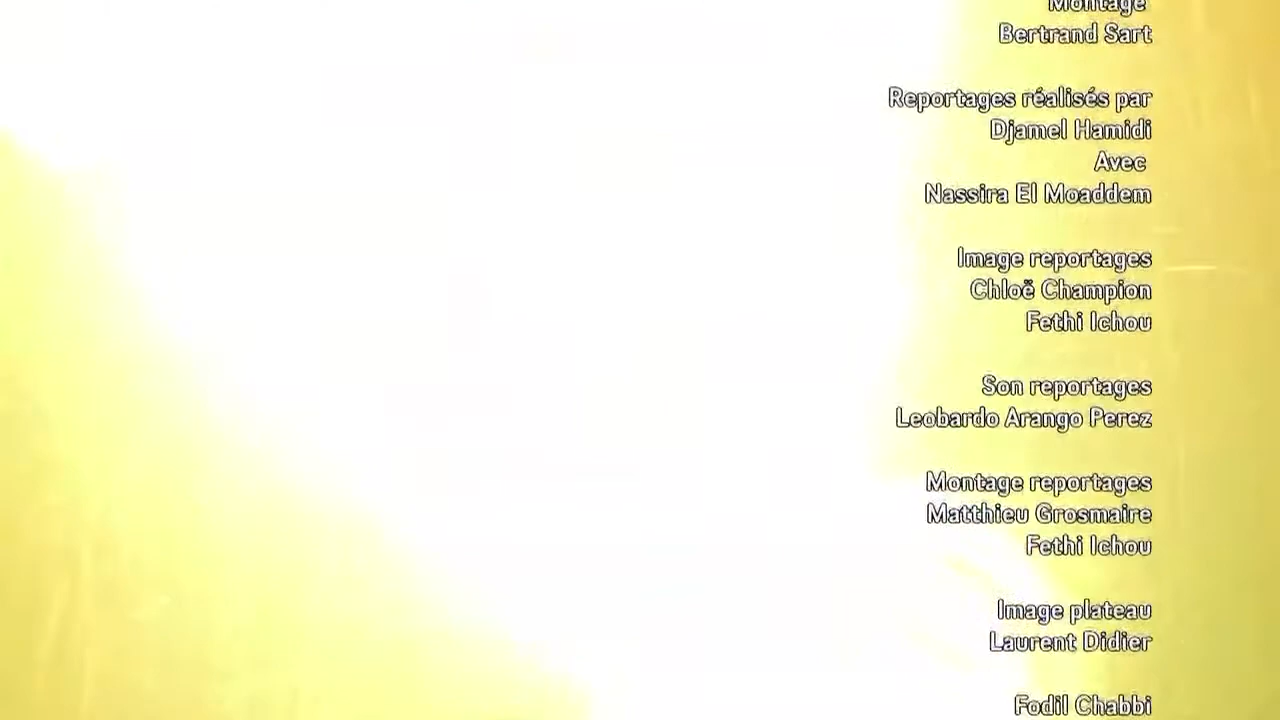 Montage
Bertrand Sart
Reportages réalisés par
Djamel Hamidi
Avec
Nassira El Moaddem
Image reportages
Chloë Champion
Fethi Ichou
Son reportages
Leobardo Arango Perez
Montage reportages
Matthieu Grosmaire
Fethi Ichou
Image plateau
Laurent Didier
Fodil Chabbi